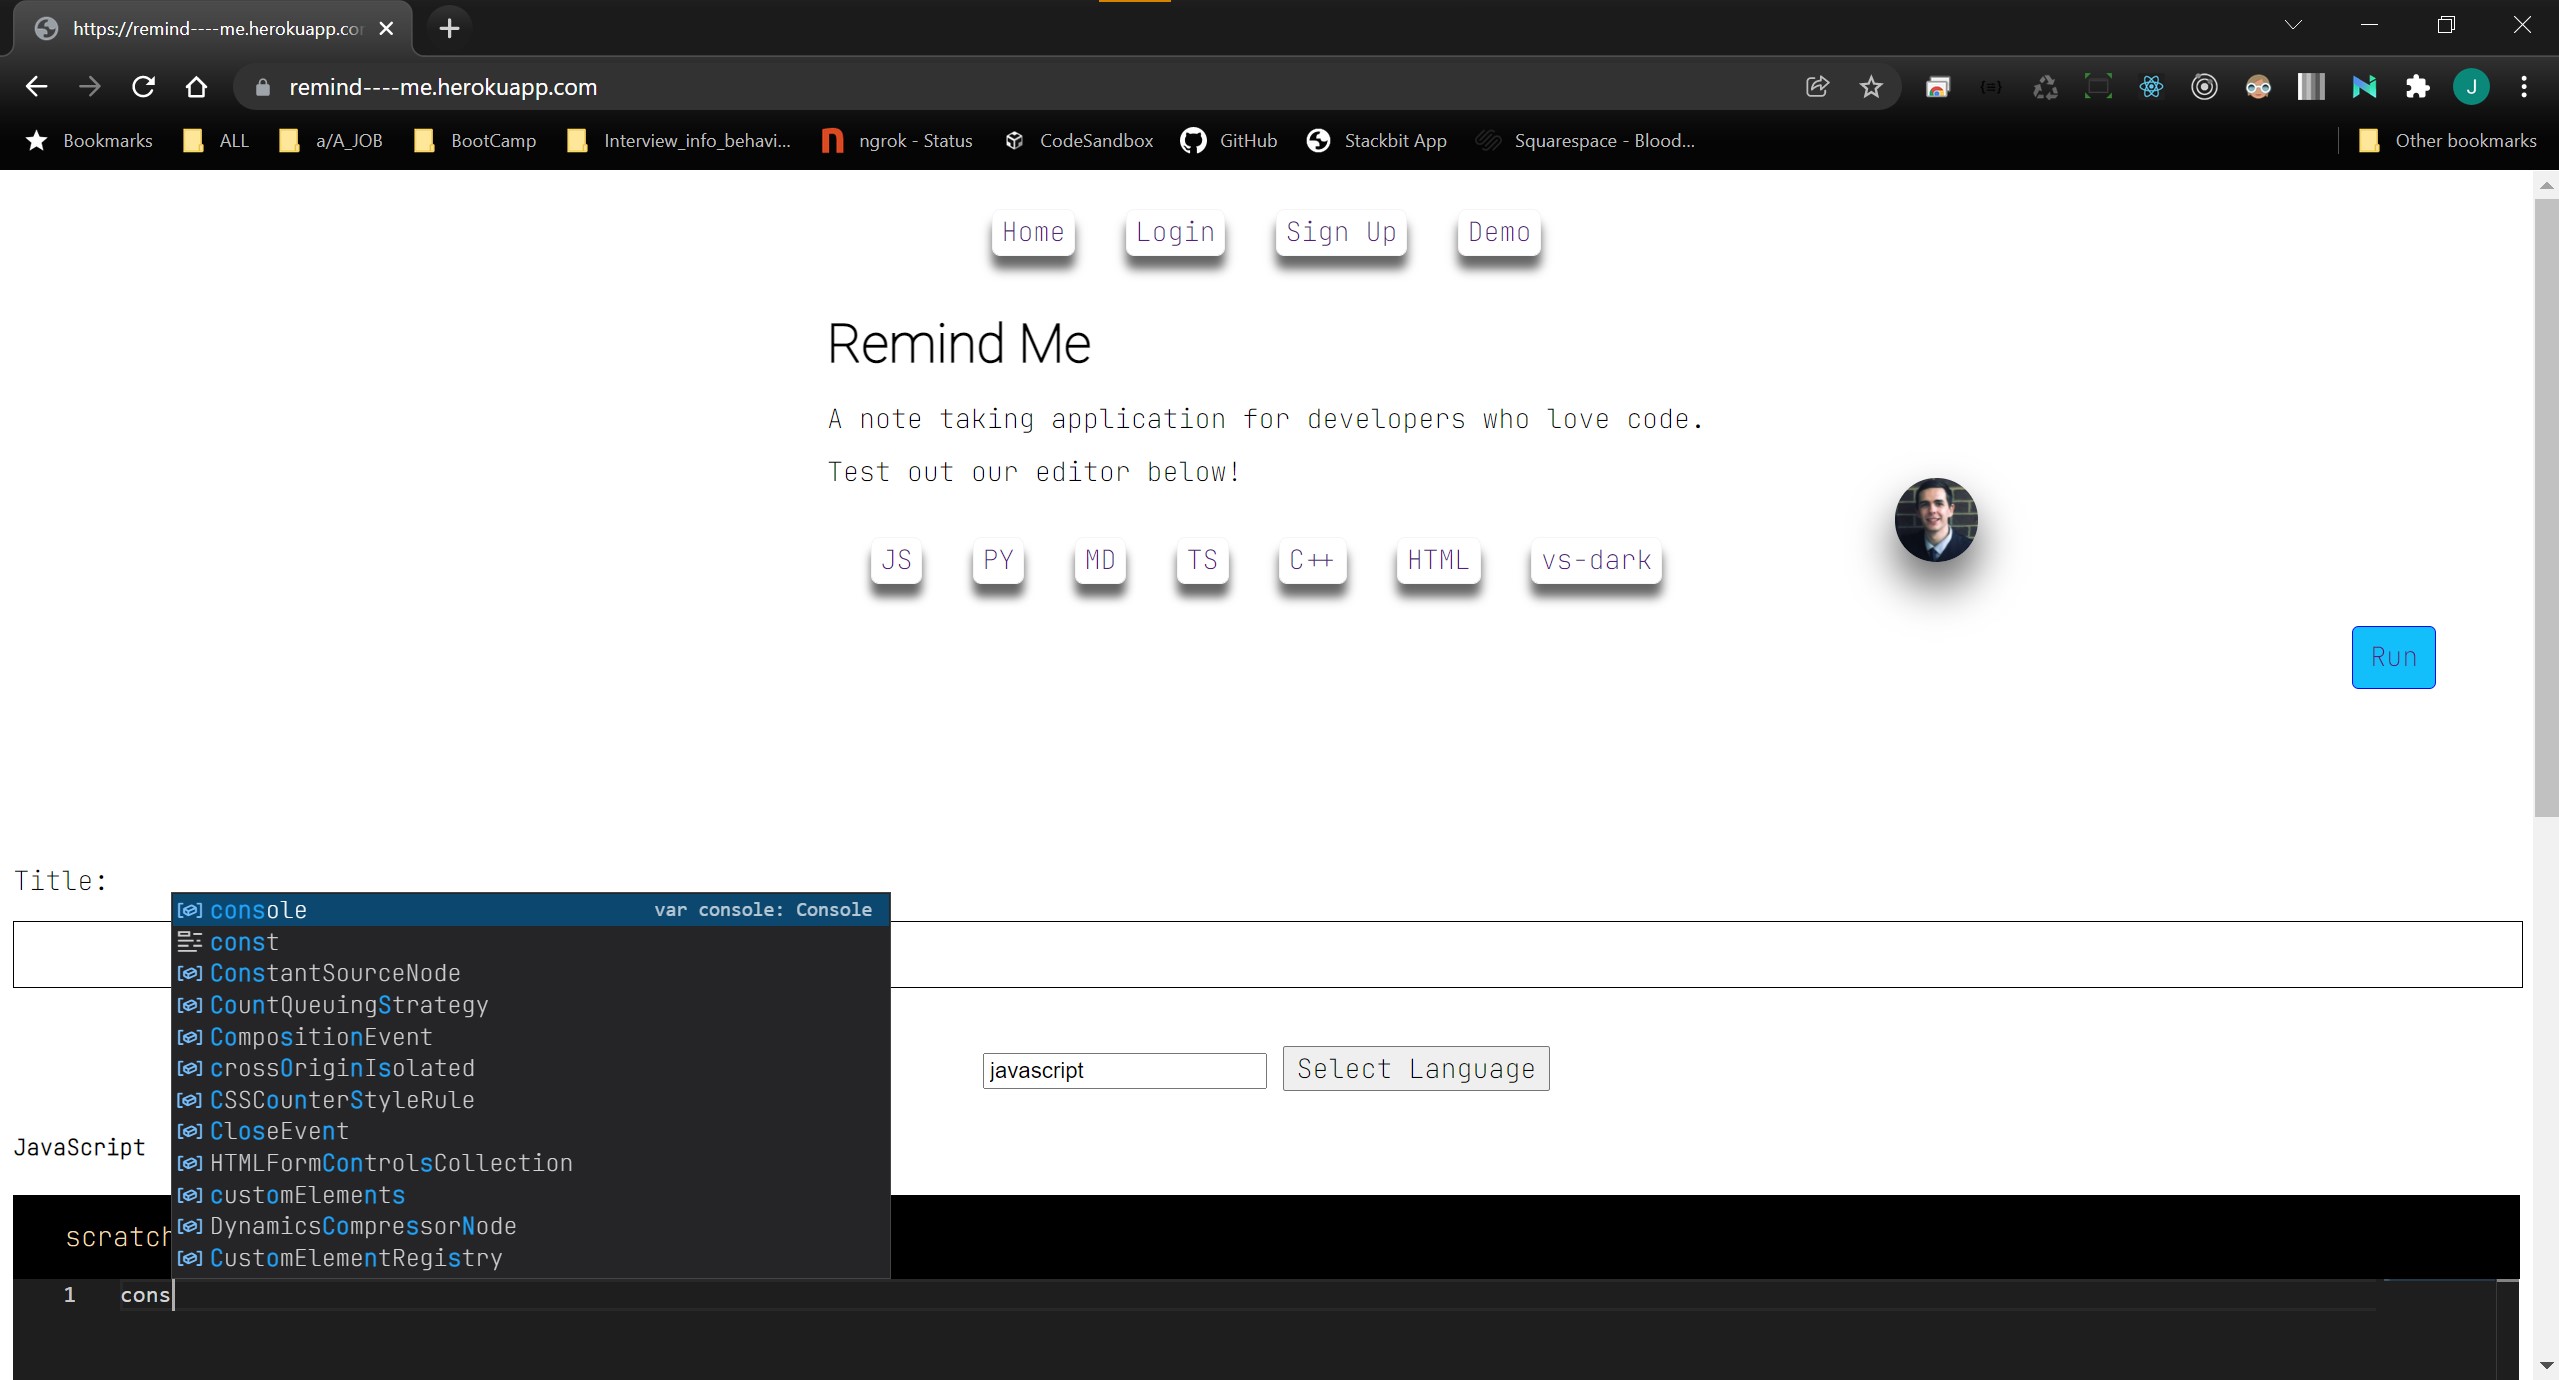 https://remind----me.herokuapp.co
remind----me.herokuapp.com
J
Bookmarks ALL a/A_JOB BootCamp Interview_info_behavi... ngrok - Status CodeSandbox GitHub Stackbit App Squarespace - Blood... Other bookmarks
Home Login Sign Up Demo
Remind Me
A note taking application for developers who love code.
Test out our editor below!
JS PY MD TS C++ HTML vs-dark
Run
Title:
console var console: Console
const
ConstantSourceNode
CountQueuingStrategy
CompositionEvent
crossOriginIsolated
CSSCounterStyleRule
CloseEvent
HTMLFormControlsCollection
customElements
DynamicsCompressorNode
CustomElementRegistry
javascript Select Language
JavaScript
scratch
1 cons